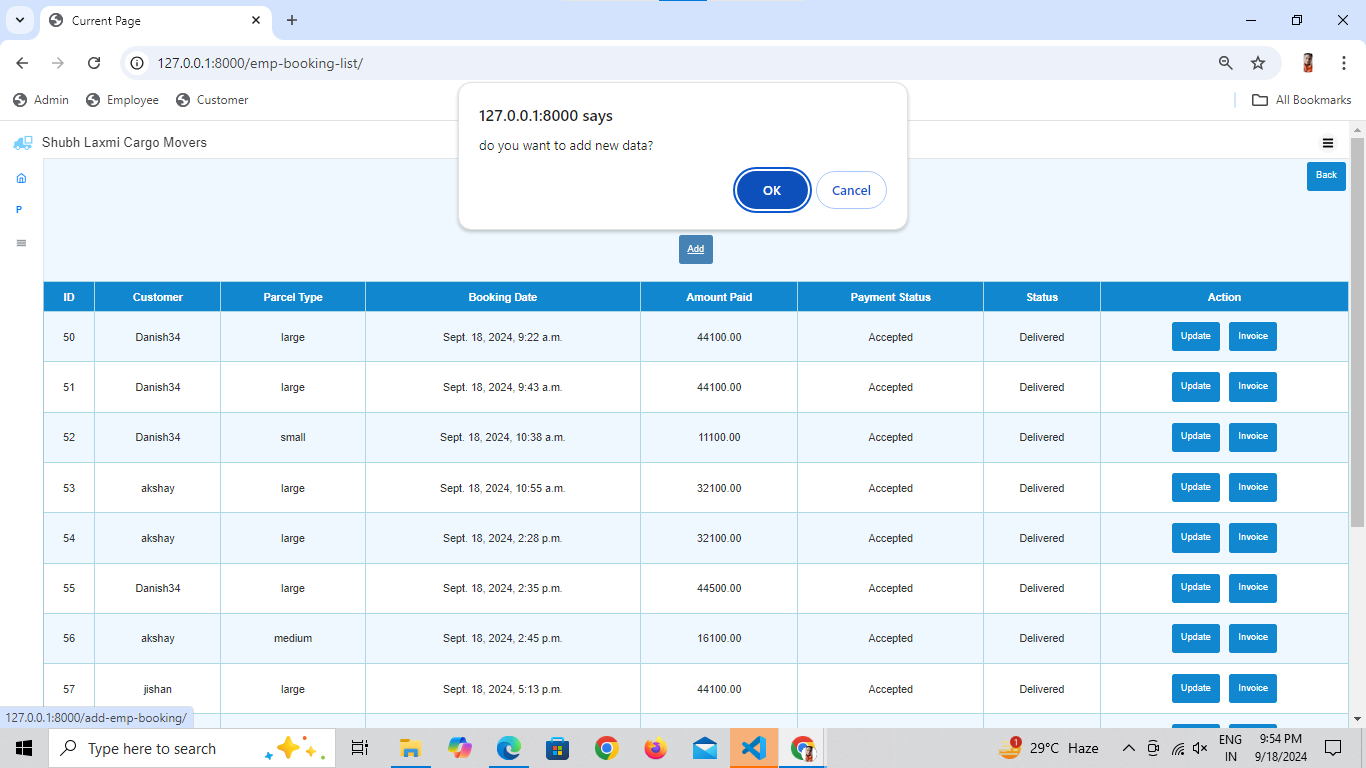 Current Page
127.0.0.1:8000/emp-booking-list/
Admin Employee Customer All Bookmarks
127.0.0.1:8000 says
do you want to add new data?
OK Cancel
Shubh Laxmi Cargo Movers
Back
P
Add
ID Customer Parcel Type Booking Date Amount Paid Payment Status Status Action
50 Danish34 large Sept. 18, 2024, 9:22 a.m. 44100.00 Accepted Delivered Update Invoice
51 Danish34 large Sept. 18, 2024, 9:43 a.m. 44100.00 Accepted Delivered Update Invoice
52 Danish34 small Sept. 18, 2024, 10:38 a.m. 11100.00 Accepted Delivered Update Invoice
53 akshay large Sept. 18, 2024, 10:55 a.m. 32100.00 Accepted Delivered Update Invoice
54 akshay large Sept. 18, 2024, 2:28 p.m. 32100.00 Accepted Delivered Update Invoice
55 Danish34 large Sept. 18, 2024, 2:35 p.m. 44500.00 Accepted Delivered Update Invoice
56 akshay medium Sept. 18, 2024, 2:45 p.m. 16100.00 Accepted Delivered Update Invoice
57 jishan large Sept. 18, 2024, 5:13 p.m. 44100.00 Accepted Delivered Update Invoice
127.0.0.1:8000/add-emp-booking/
Type here to search
1 29°C Haze
ENG
IN
9:54 PM
9/18/2024